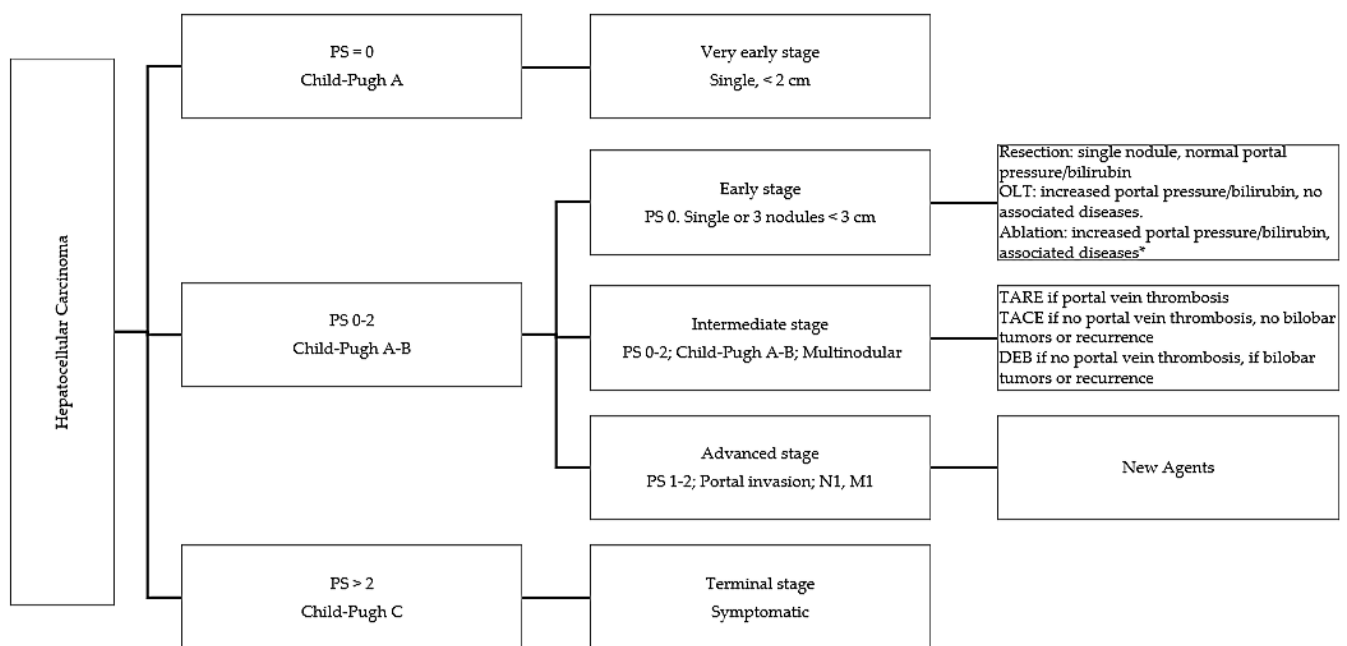 Hepatocellular Carcinoma
PS = 0
Child-Pugh A
Very early stage
Single, < 2 cm
PS 0-2
Child-Pugh A-B
Early stage
PS 0. Single or 3 nodules < 3 cm
Resection: single nodule, normal portal
pressure/bilirubin
OLT: increased portal pressure/bilirubin, no
associated diseases.
Ablation: increased portal pressure/bilirubin,
associated diseases*
Intermediate stage
PS 0-2; Child-Pugh A-B; Multinodular
TARE if portal vein thrombosis
TACE if no portal vein thrombosis, no bilobar
tumors or recurrence
DEB if no portal vein thrombosis, if bilobar
tumors or recurrence
Advanced stage
PS 1-2; Portal invasion; N1, M1
New Agents
PS > 2
Child-Pugh C
Terminal stage
Symptomatic